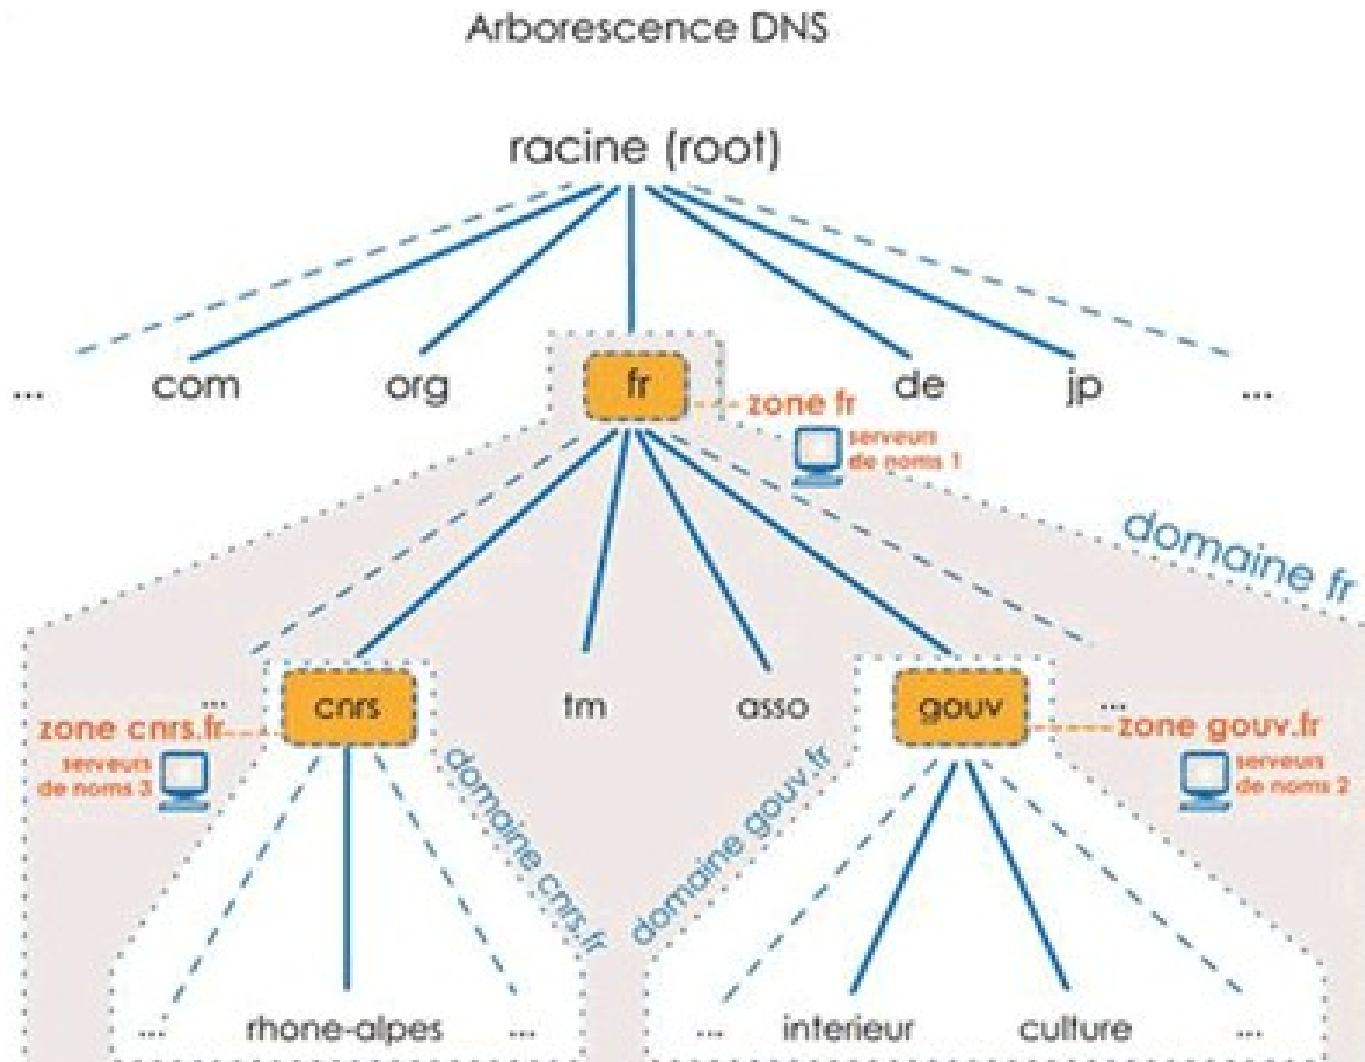 Arborescence DNS
racine (root)
... com org fr de jp ...
zone fr
serveurs
de noms 1
domaine fr
... cnrs tm asso gouv ...
zone cnrs.fr
serveurs
de noms 3
domaine cnrs.fr
domaine gouv.fr
zone gouv.fr
serveurs
de noms 2
... rhone-alpes ... ... interieur culture ...